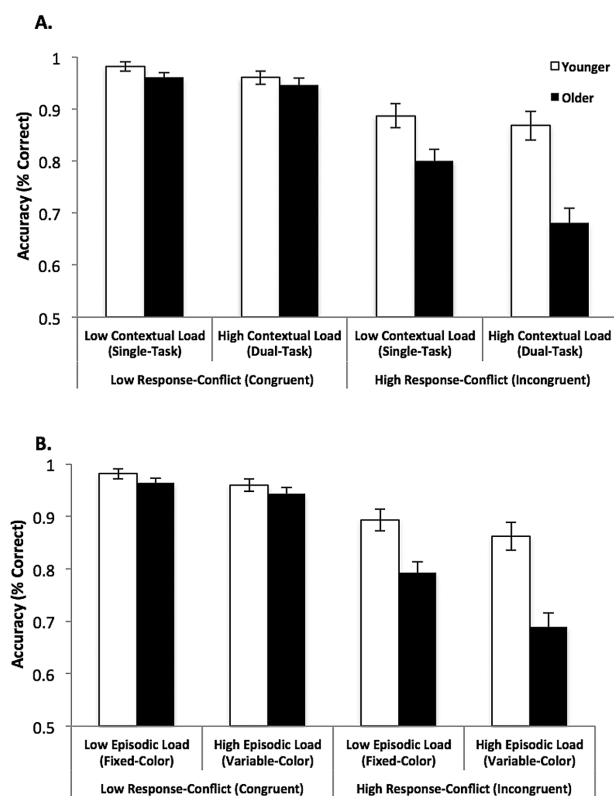 A.
1
Younger
Older
0.9
0.8
0.7
0.6
0.5
Accuracy (% Correct)
Low Contextual Load High Contextual Load Low Contextual Load High Contextual Load
(Single-Task) (Dual-Task) (Single-Task) (Dual-Task)
Low Response-Conflict (Congruent) High Response-Conflict (Incongruent)
B.
1
0.9
0.8
0.7
0.6
0.5
Accuracy (% Correct)
Low Episodic Load High Episodic Load Low Episodic Load High Episodic Load
(Fixed-Color) (Variable-Color) (Fixed-Color) (Variable-Color)
Low Response-Conflict (Congruent) High Response-Conflict (Incongruent)